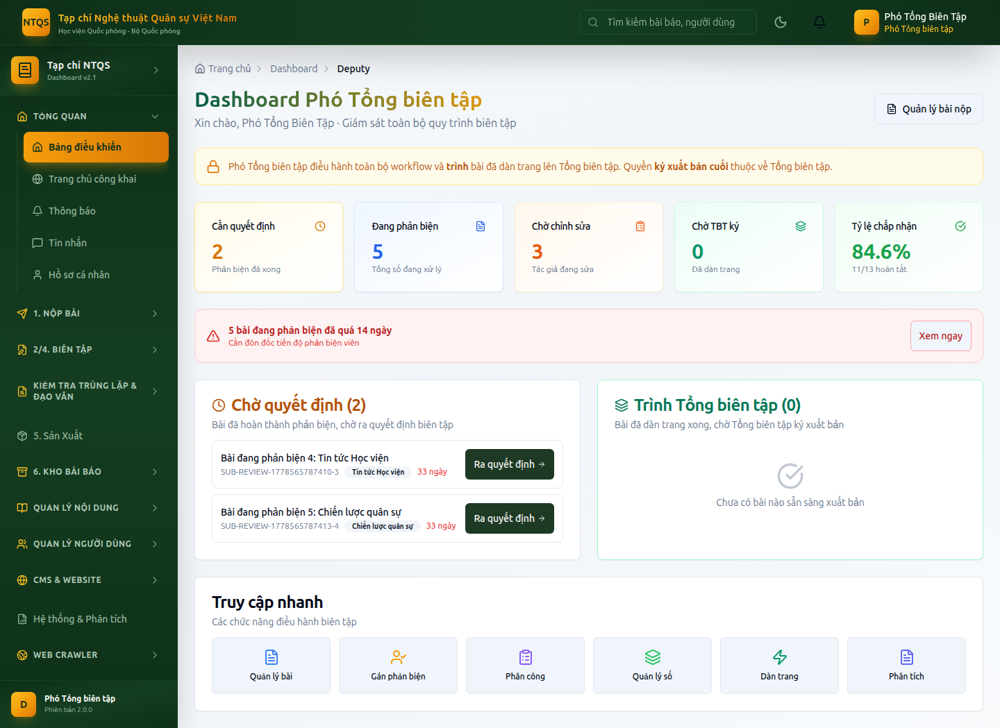 NTQS
Tạp chí Nghệ thuật Quân sự Việt Nam
Học viện Quốc phòng - Bộ Quốc phòng
Tìm kiếm bài báo, người dùng
P
Phó Tổng Biên Tập
Phó Tổng biên tập
Tạp chí NTQS
Dashboard v2.1
TỔNG QUAN
Bảng điều khiển
Trang chủ công khai
Thông báo
Tin nhắn
Hồ sơ cá nhân
1. NỘP BÀI
2/4. BIÊN TẬP
KIỂM TRA TRÙNG LẶP &
ĐẠO VĂN
5. Sản Xuất
6. KHO BÀI BÁO
QUẢN LÝ NỘI DUNG
QUẢN LÝ NGƯỜI DÙNG
CMS & WEBSITE
Hệ thống & Phân tích
WEB CRAWLER
D
Phó Tổng biên tập
Phiên bản 2.0.0
Trang chủ
Dashboard
Deputy
Dashboard Phó Tổng biên tập
Xin chào, Phó Tổng Biên Tập · Giám sát toàn bộ quy trình biên tập
Quản lý bài nộp
Phó Tổng biên tập điều hành toàn bộ workflow và trình bài đã dàn trang lên Tổng biên tập. Quyền ký xuất bản cuối thuộc về Tổng biên tập.
Cần quyết định
2
Phản biện đã xong
Đang phản biện
5
Tổng số đang xử lý
Chờ chỉnh sửa
3
Tác giả đang sửa
Chờ TBT ký
0
Đã dàn trang
Tỷ lệ chấp nhận
84.6%
11/13 hoàn tất
5 bài đang phản biện đã quá 14 ngày
Cần đôn đốc tiến độ phản biện viên
Xem ngay
Chờ quyết định (2)
Bài đã hoàn thành phản biện, chờ ra quyết định biên tập
Bài đang phản biện 4: Tin tức Học viện
SUB-REVIEW-1778565787410-3 Tin tức Học viện 33 ngày
Ra quyết định
Bài đang phản biện 5: Chiến lược quân sự
SUB-REVIEW-1778565787413-4 Chiến lược quân sự 33 ngày
Ra quyết định
Trình Tổng biên tập (0)
Bài đã dàn trang xong, chờ Tổng biên tập ký xuất bản
Chưa có bài nào sẵn sàng xuất bản
Truy cập nhanh
Các chức năng điều hành biên tập
Quản lý bài
Gán phản biện
Phân công
Quản lý số
Dàn trang
Phân tích